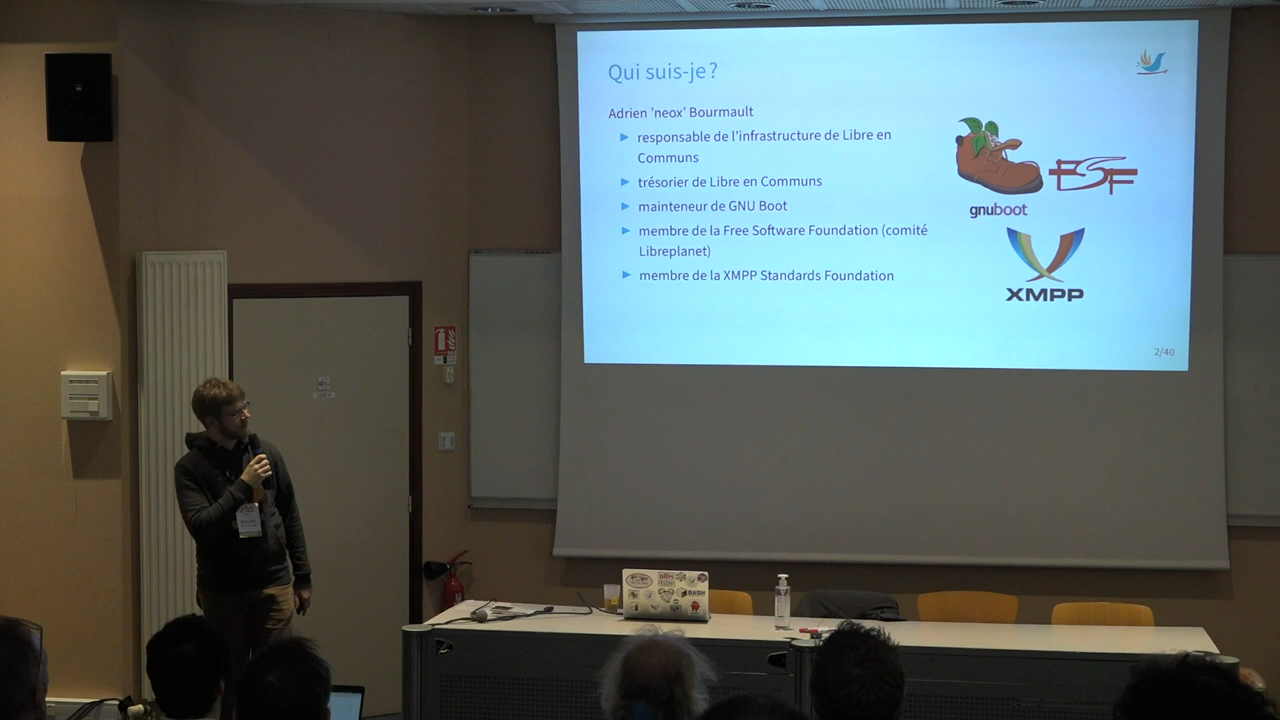 Qui suis-je ?
Adrien 'neox' Bourmault
responsable de l'infrastructure de Libre en
Communs
trésorier de Libre en Communs
mainteneur de GNU Boot
membre de la Free Software Foundation (comité
Libreplanet)
membre de la XMPP Standards Foundation
FSF
gnuboot
XMPP
2/40
BASH